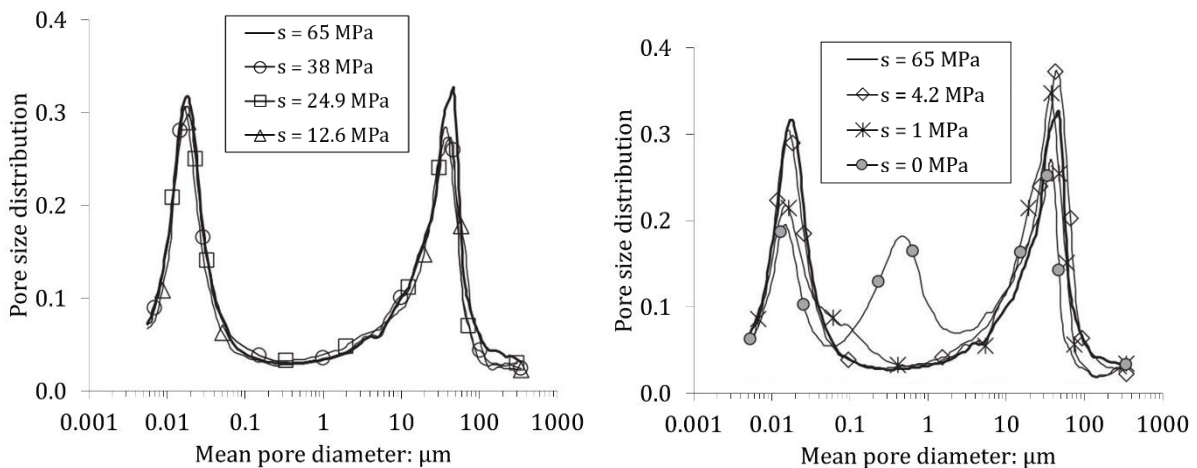 s = 65 MPa
s = 38 MPa
s = 24.9 MPa
s = 12.6 MPa
0.4
0.3
0.2
0.1
0.0
Pore size distribution
0.001 0.01 0.1 1 10 100 1000
Mean pore diameter: μm
s = 65 MPa
s = 4.2 MPa
s = 1 MPa
s = 0 MPa
0.4
0.3
0.2
0.1
0.0
Pore size distribution
0.001 0.01 0.1 1 10 100 1000
Mean pore diameter: μm